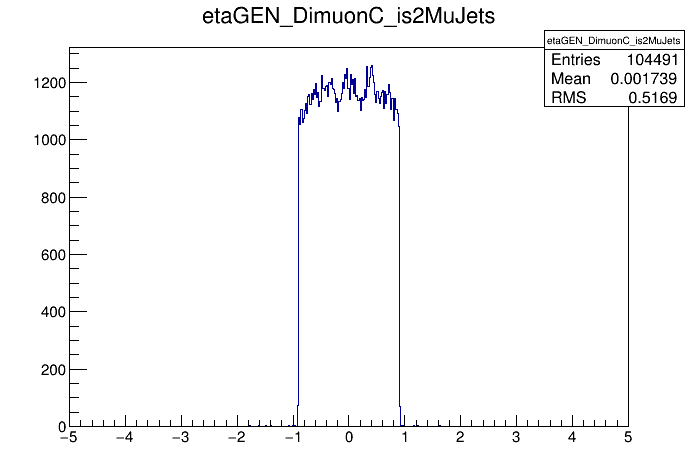 etaGEN_DimuonC_is2MuJets
etaGEN_DimuonC_is2MuJets
Entries 104491
Mean 0.001739
RMS 0.5169
1200
1000
800
600
400
200
0
−5 −4 −3 −2 −1 0 1 2 3 4 5